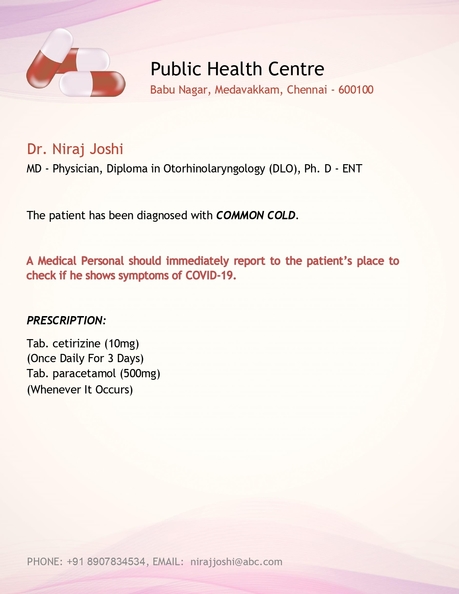 Public Health Centre
Babu Nagar, Medavakkam, Chennai - 600100
Dr. Niraj Joshi
MD - Physician, Diploma in Otorhinolaryngology (DLO), Ph. D - ENT
The patient has been diagnosed with COMMON COLD.
A Medical Personal should immediately report to the patient’s place to
check if he shows symptoms of COVID-19.
PRESCRIPTION:
Tab. cetirizine (10mg)
(Once Daily For 3 Days)
Tab. paracetamol (500mg)
(Whenever It Occurs)
PHONE: +91 8907834534, EMAIL:  nirajjoshi@abc.com